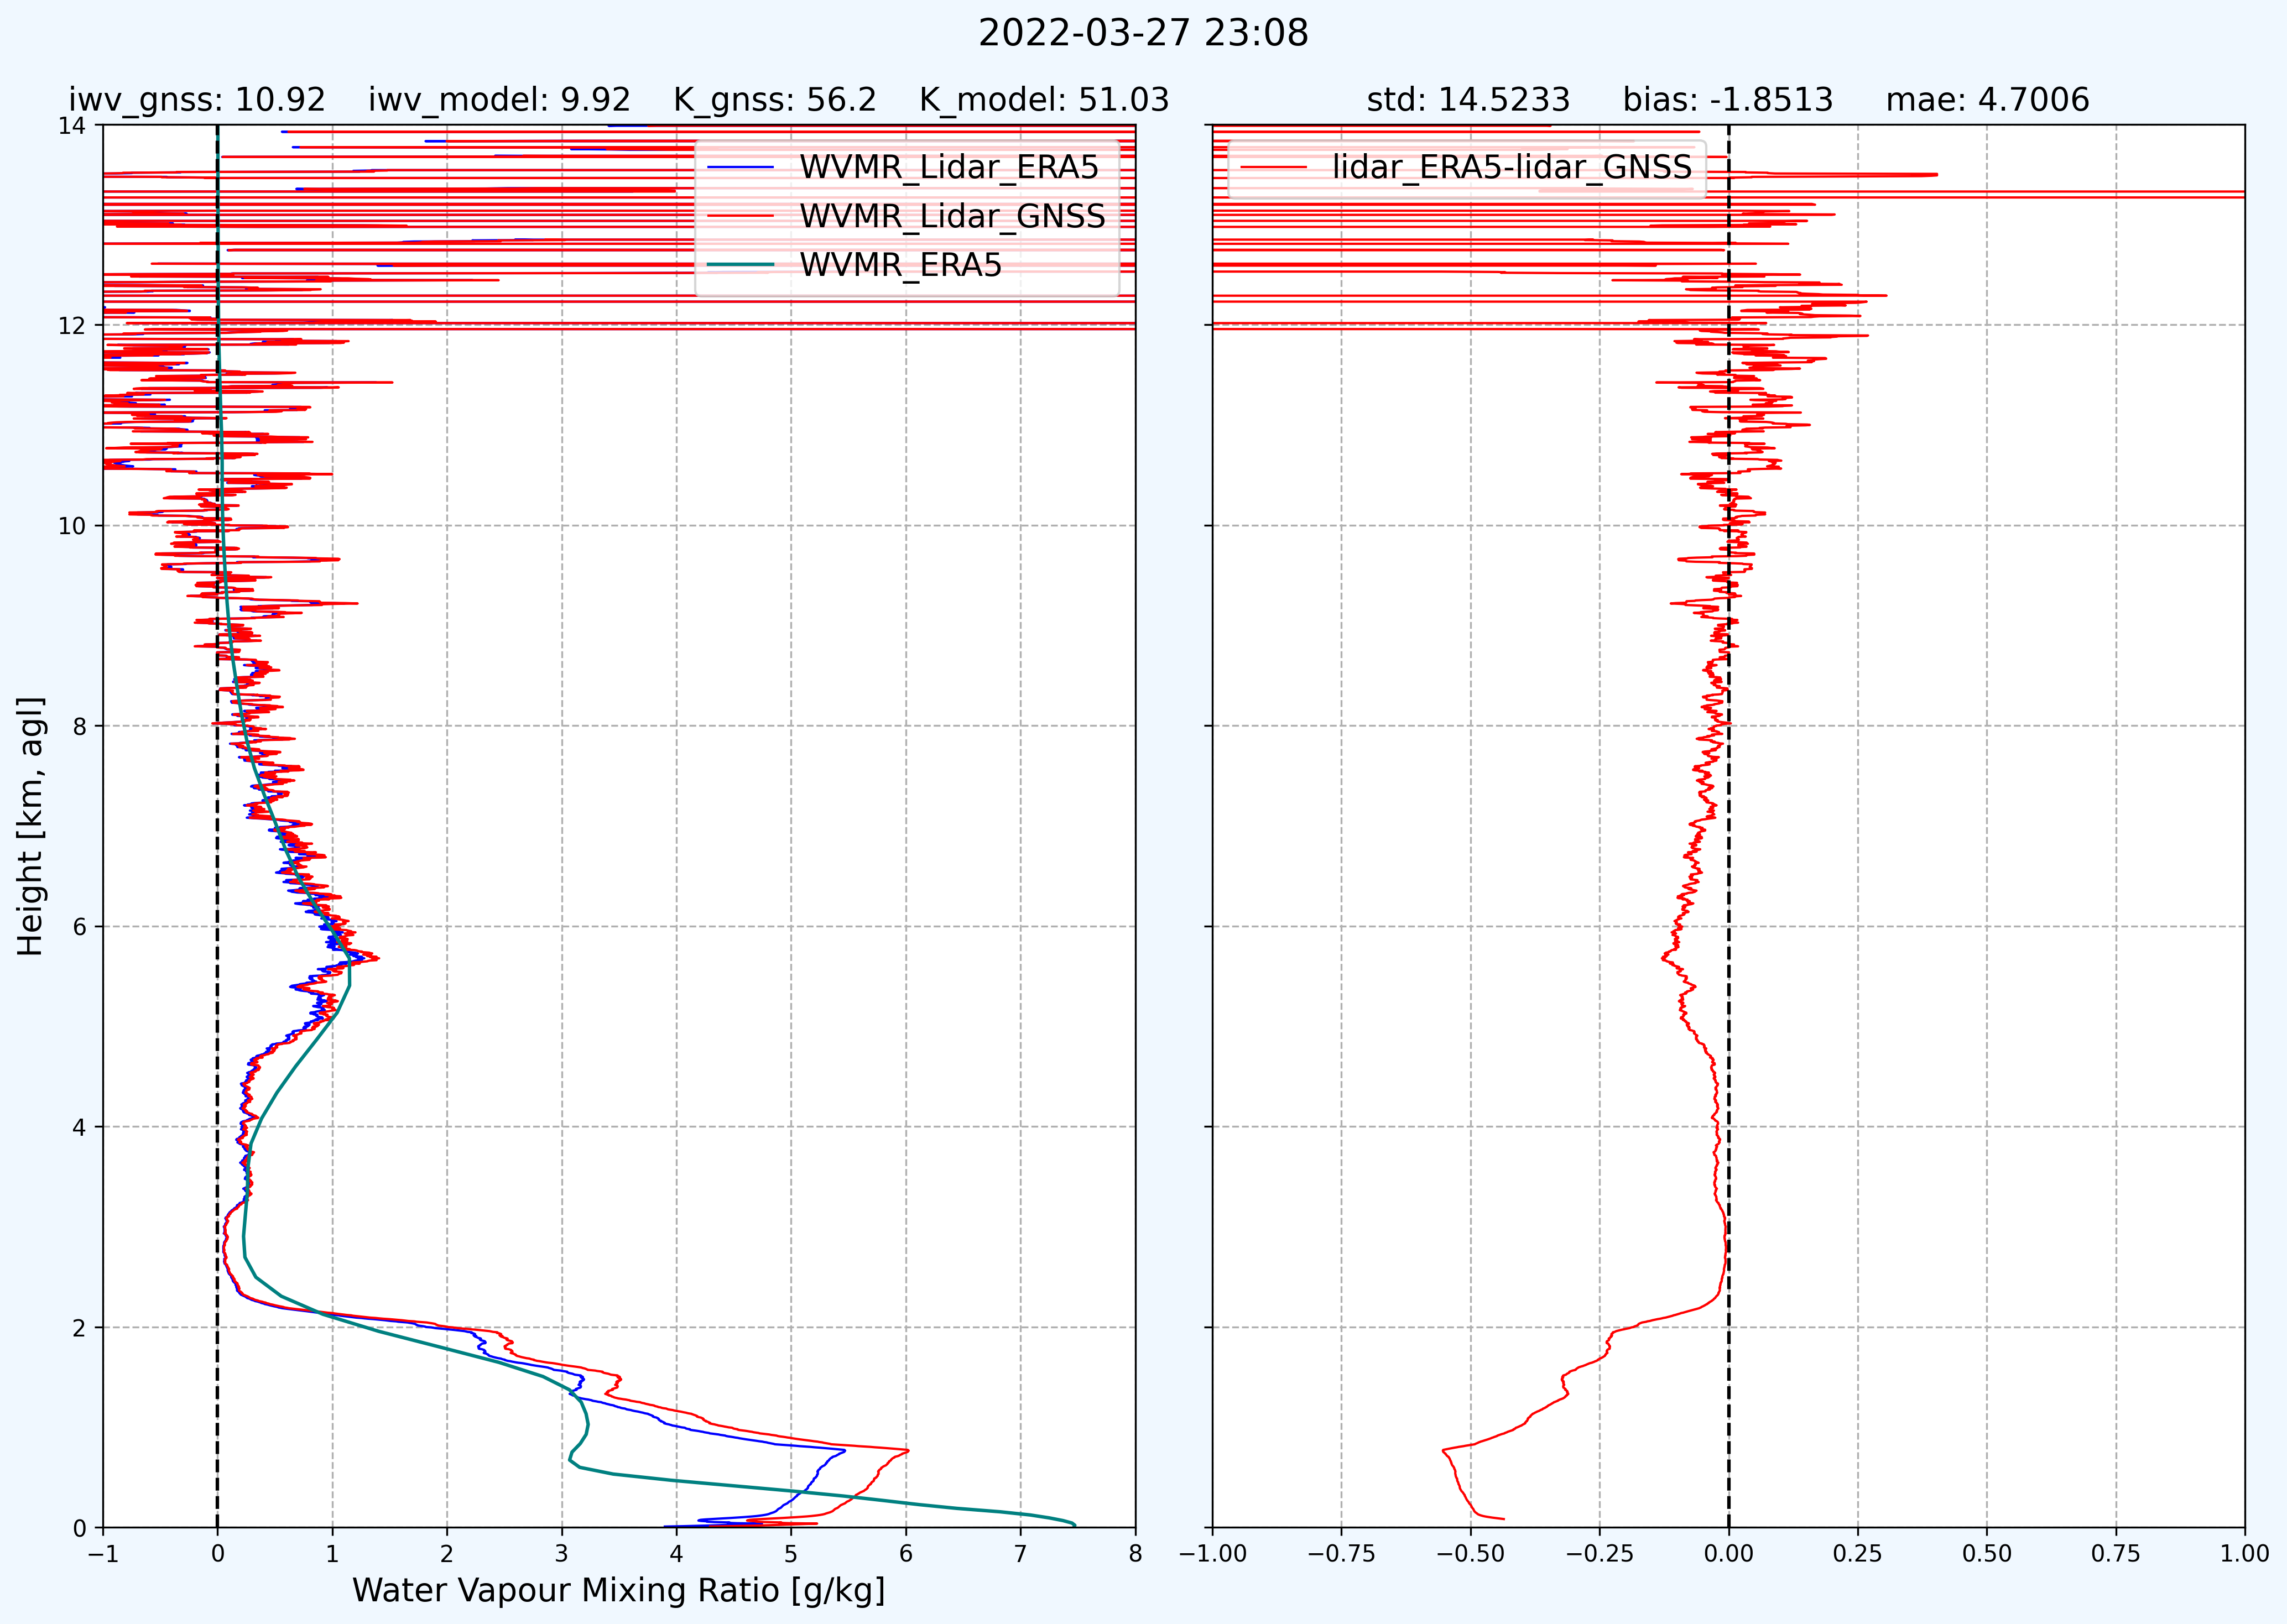 2022-03-27 23:08
iwv_gnss: 10.92 iwv_model: 9.92 K_gnss: 56.2 K_model: 51.03
std: 14.5233 bias: -1.8513 mae: 4.7006
WVMR_Lidar_ERA5
WVMR_Lidar_GNSS
WVMR_ERA5
lidar_ERA5-lidar_GNSS
Height [km, agl]
14
12
10
8
6
4
2
0
−1 0 1 2 3 4 5 6 7 8
Water Vapour Mixing Ratio [g/kg]
−1.00 −0.75 −0.50 −0.25 0.00 0.25 0.50 0.75 1.00